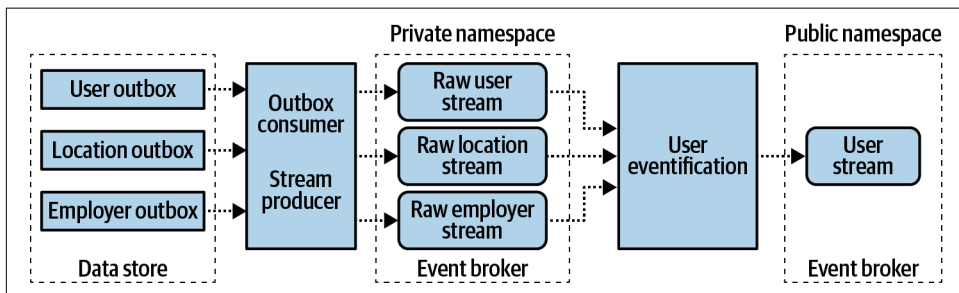 Private namespace
Public namespace
User outbox
Location outbox
Employer outbox
Data store
Outbox
consumer
Stream
producer
Raw user
stream
Raw location
stream
Raw employer
stream
Event broker
User
eventification
User
stream
Event broker